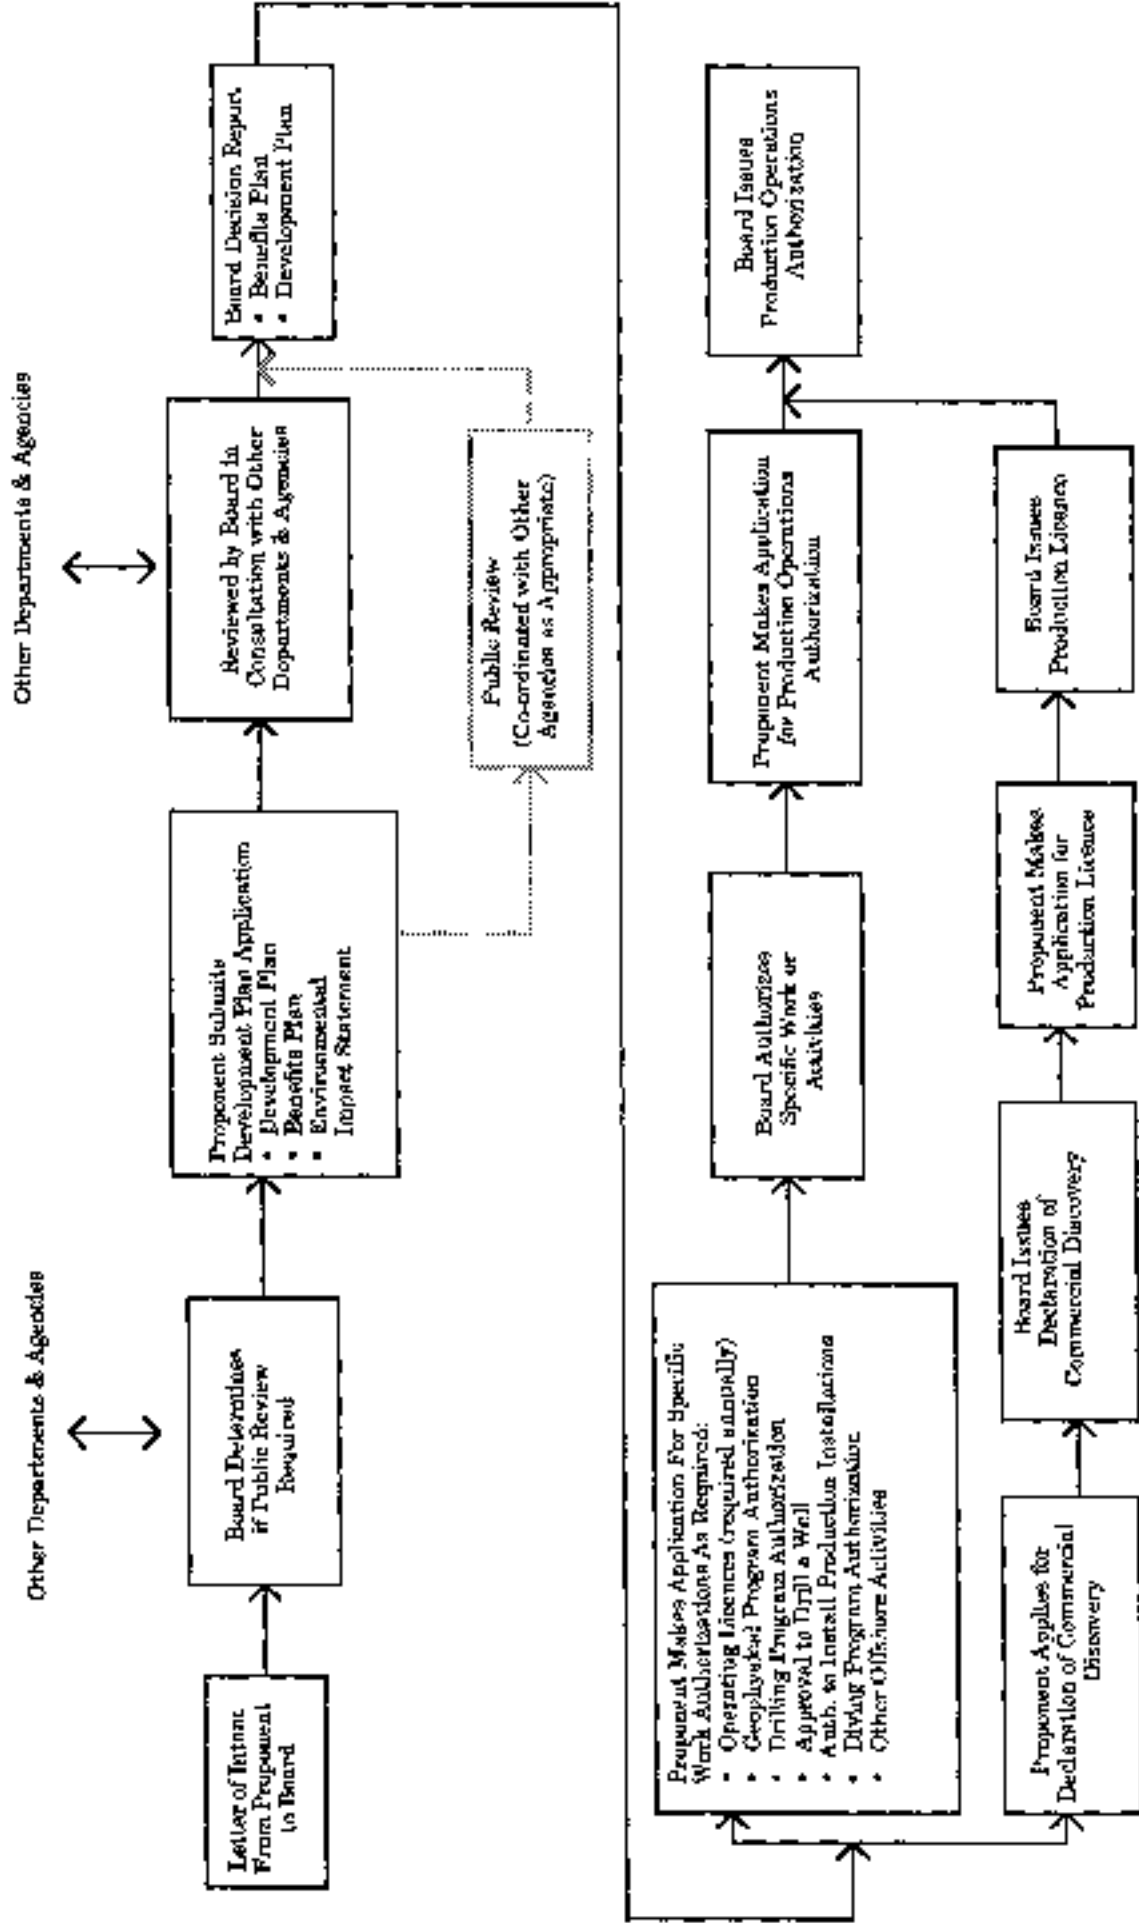 Other Departments & Agencies
Other Departments & Agencies
Letter of Intent
From Proponent
to Board
Board Determines
if Public Review
Required
Proponent Submits
Development Plan Application
• Development Plan
• Benefits Plan
• Environmental
Impact Statement
Reviewed by Board in
Consultation with Other
Departments & Agencies
Board Decision Report
• Benefits Plan
• Development Plan
Public Review
(Co-ordinated with Other
Agencies as Appropriate)
Proponent Makes Application For Specific
Work Authorizations As Required:
• Operating Licences (required annually)
• Geophysical Program Authorization
• Drilling Program Authorization
• Approval to Drill a Well
• Auth. to Install Production Installations
• Diving Program Authorization
• Other Offshore Activities
Board Authorizes
Specific Work or
Activities
Proponent Makes Application
for Production Operations
Authorization
Board Issues
Production Operations
Authorization
Proponent Applies for
Declaration of Commercial
Discovery
Board Issues
Declaration of
Commercial Discovery
Proponent Makes
Application for
Production Licence
Board Issues
Production Licence